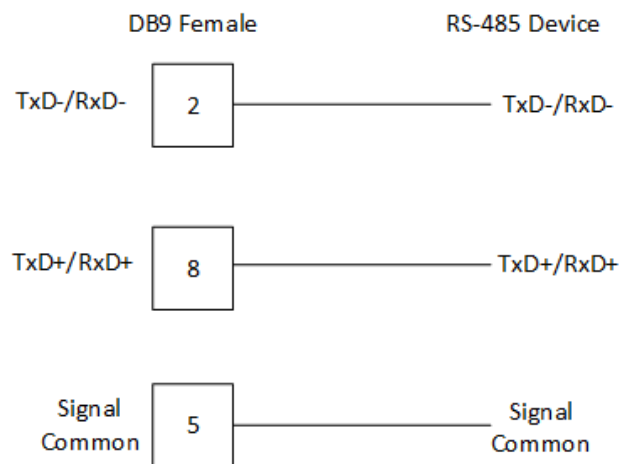 DB9 Female
RS-485 Device
TxD-/RxD-
2
TxD-/RxD-
TxD+/RxD+
8
TxD+/RxD+
Signal
Common
5
Signal
Common